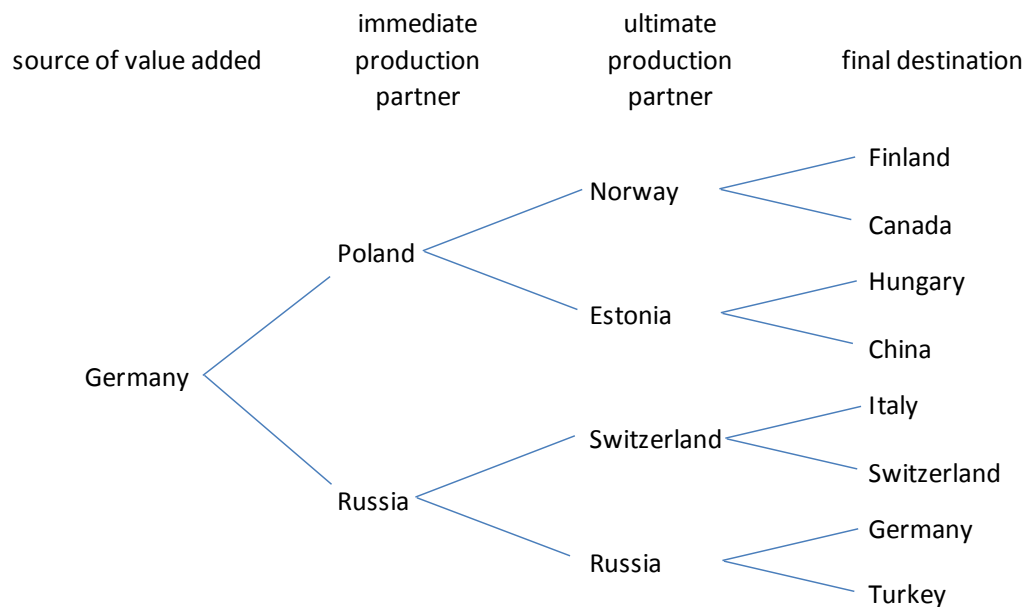 source of value added
immediate
production
partner
ultimate
production
partner
final destination
Germany
Poland
Russia
Norway
Estonia
Switzerland
Russia
Finland
Canada
Hungary
China
Italy
Switzerland
Germany
Turkey